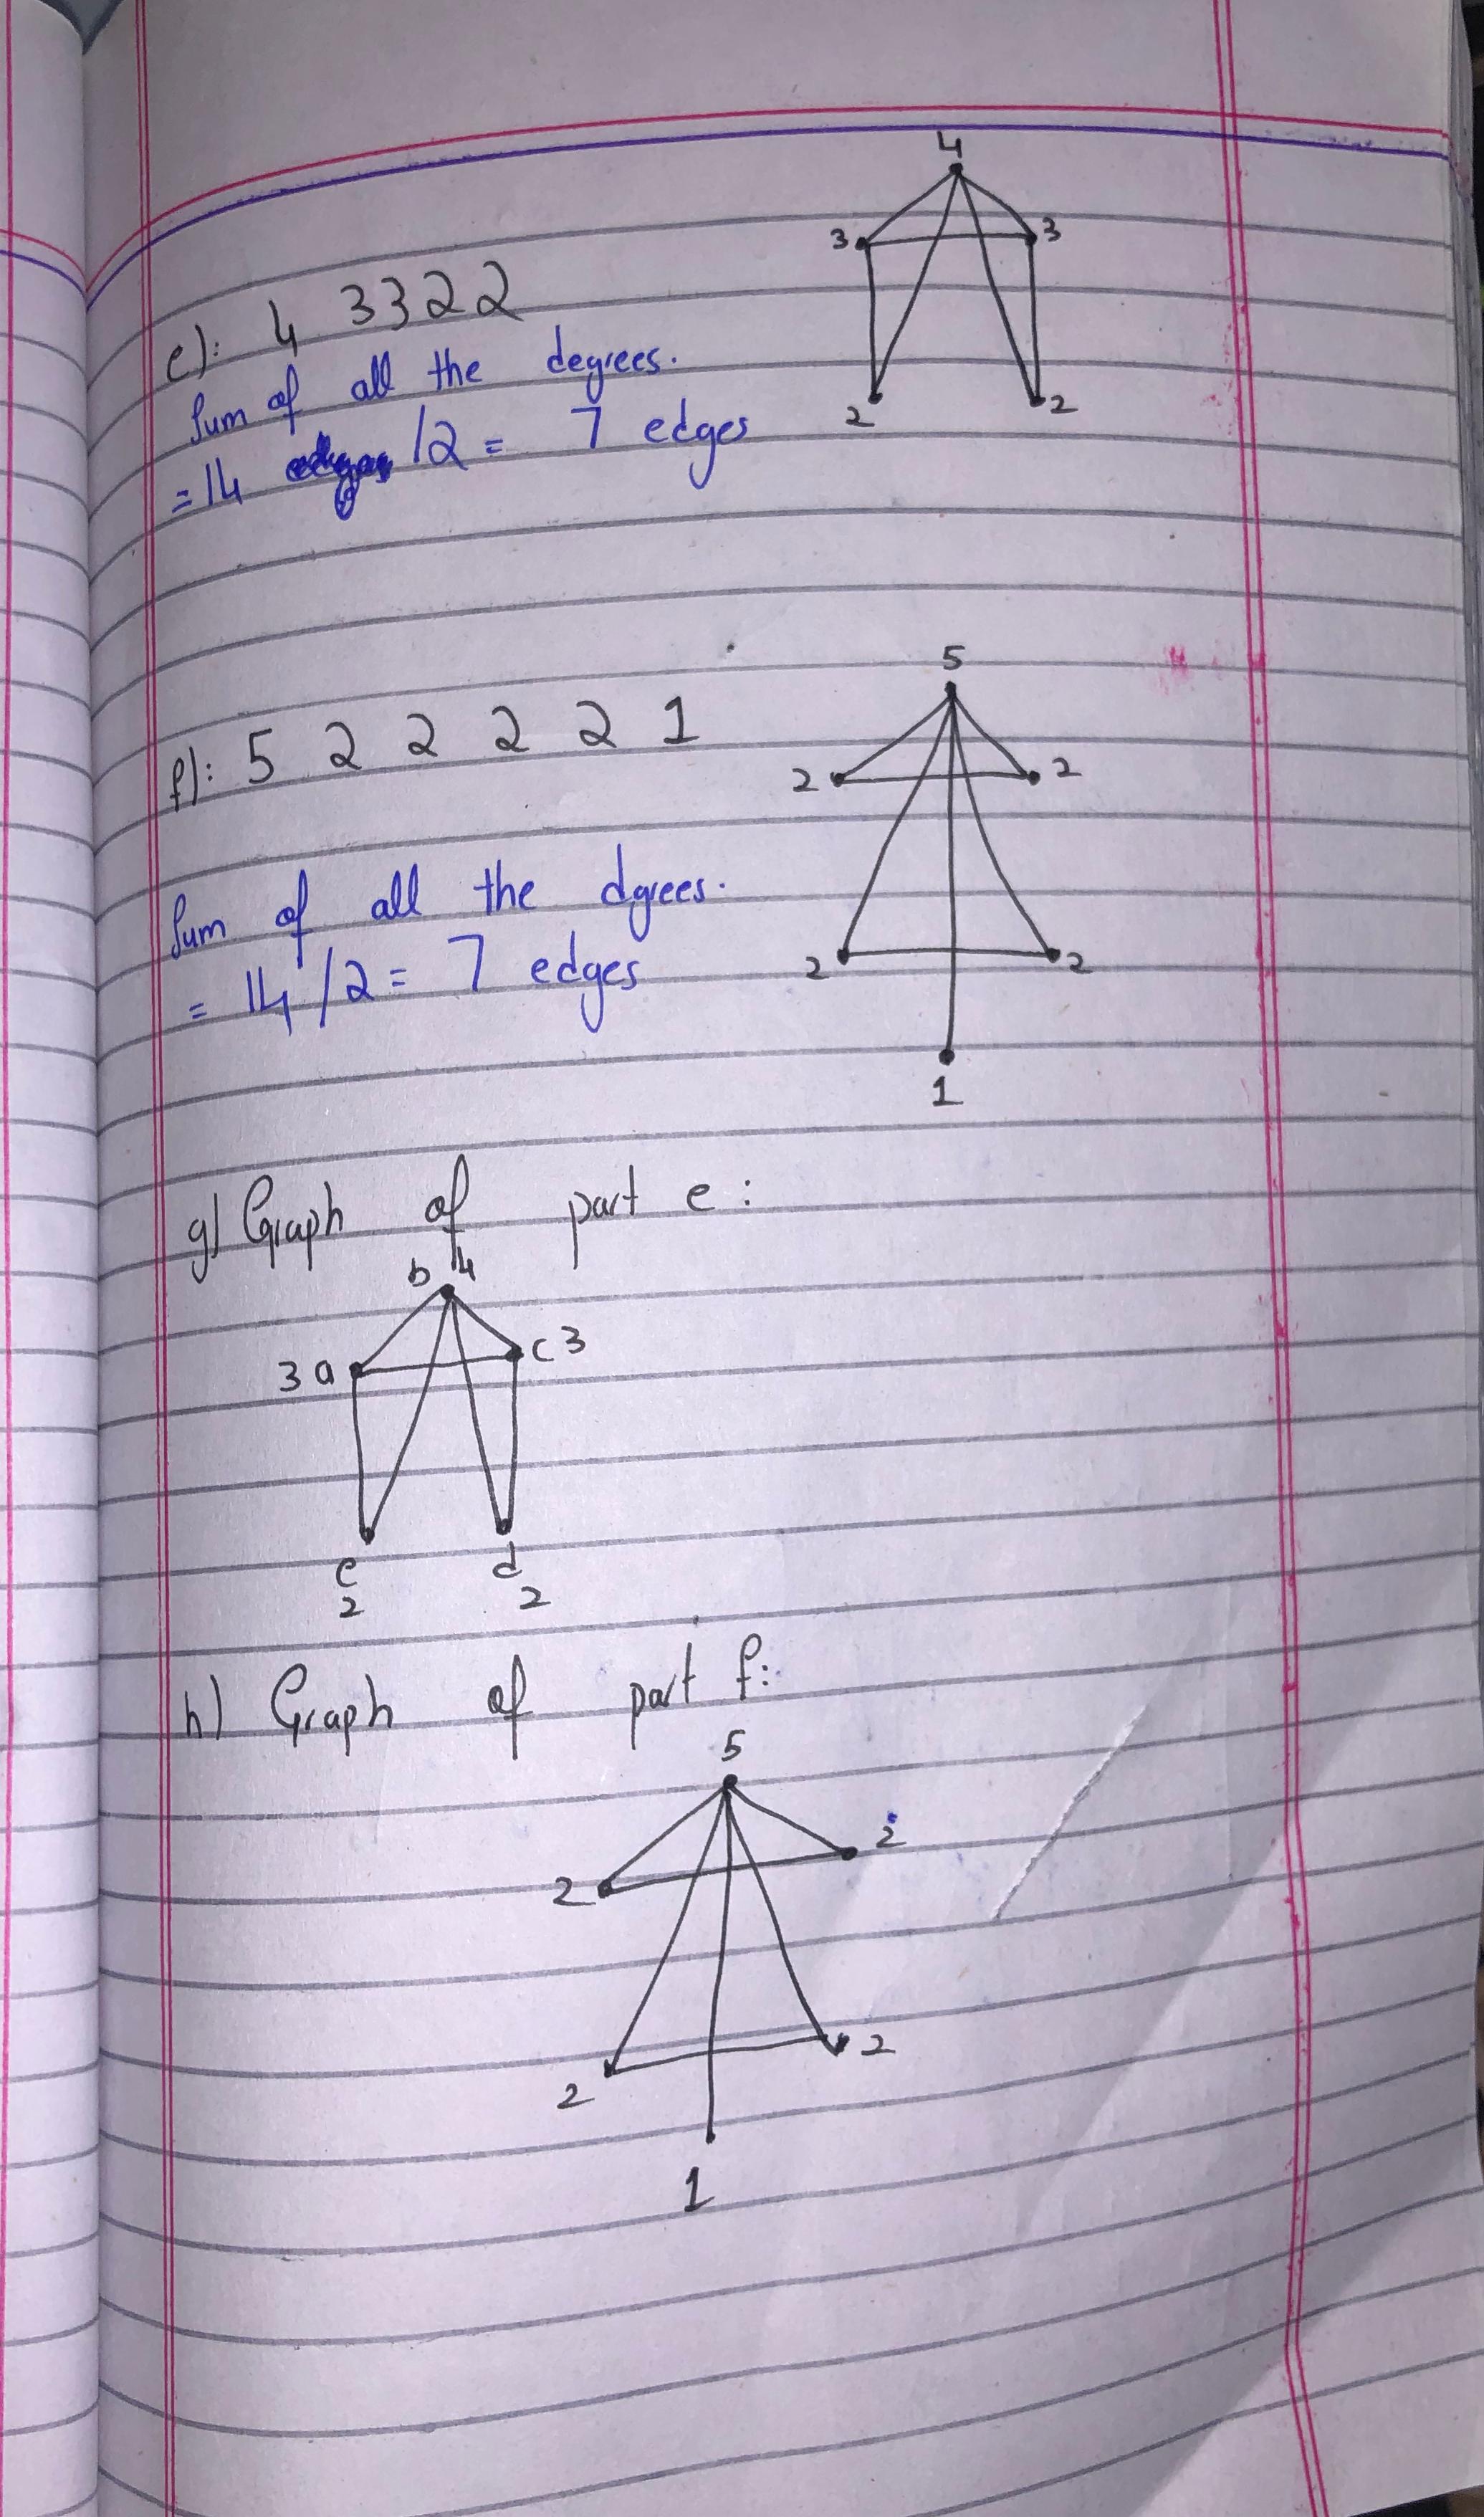 4
3 3
e): 4 3322
Sum of all the degrees.
2 2
= 14 /2 = 7 edges
5
f): 5 2 2 2 2 1
2 2
Sum of all the dgrees.
= 14 /2 = 7 edges
2 2
1
g) Graph of part e:
b 4
3 a c 3
e d
2 2
h) Graph of part f:
5
2
2
2
2
1